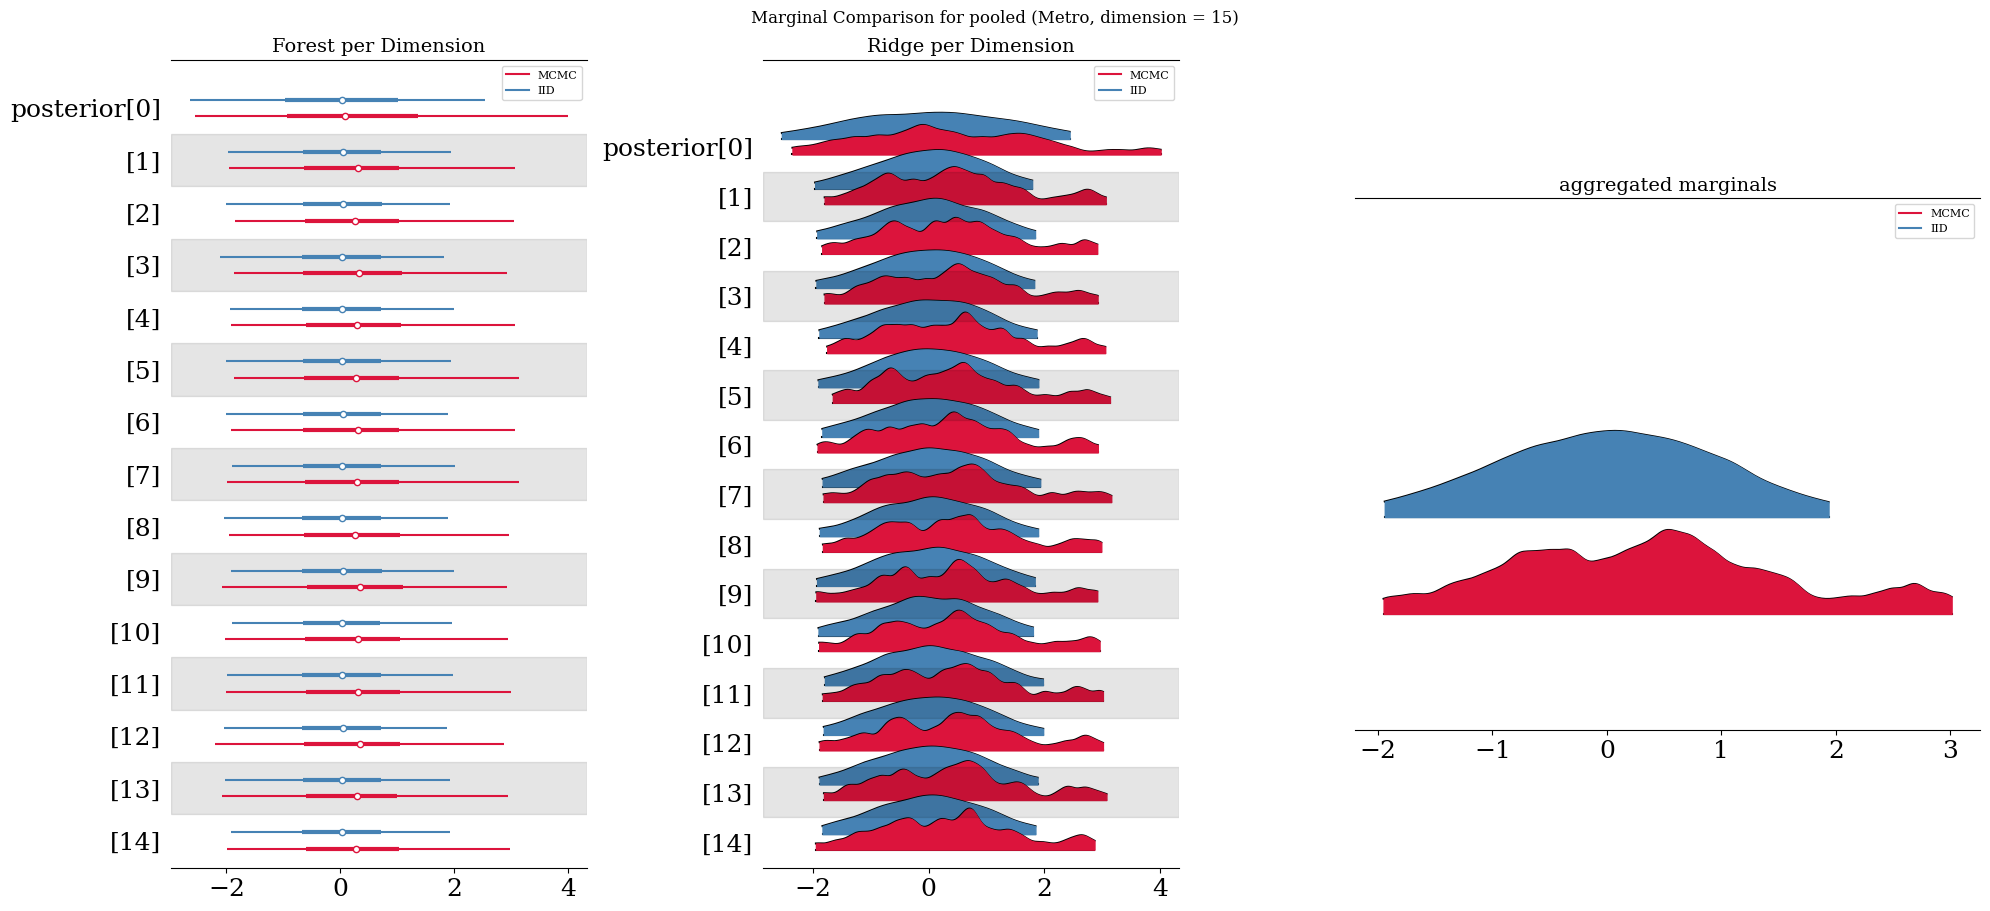 Marginal Comparison for pooled (Metro, dimension = 15)
Forest per Dimension
MCMC
IID
posterior[0]
[1]
[2]
[3]
[4]
[5]
[6]
[7]
[8]
[9]
[10]
[11]
[12]
[13]
[14]
−2 0 2 4
Ridge per Dimension
MCMC
IID
posterior[0]
[1]
[2]
[3]
[4]
[5]
[6]
[7]
[8]
[9]
[10]
[11]
[12]
[13]
[14]
−2 0 2 4
aggregated marginals
MCMC
IID
−2 −1 0 1 2 3